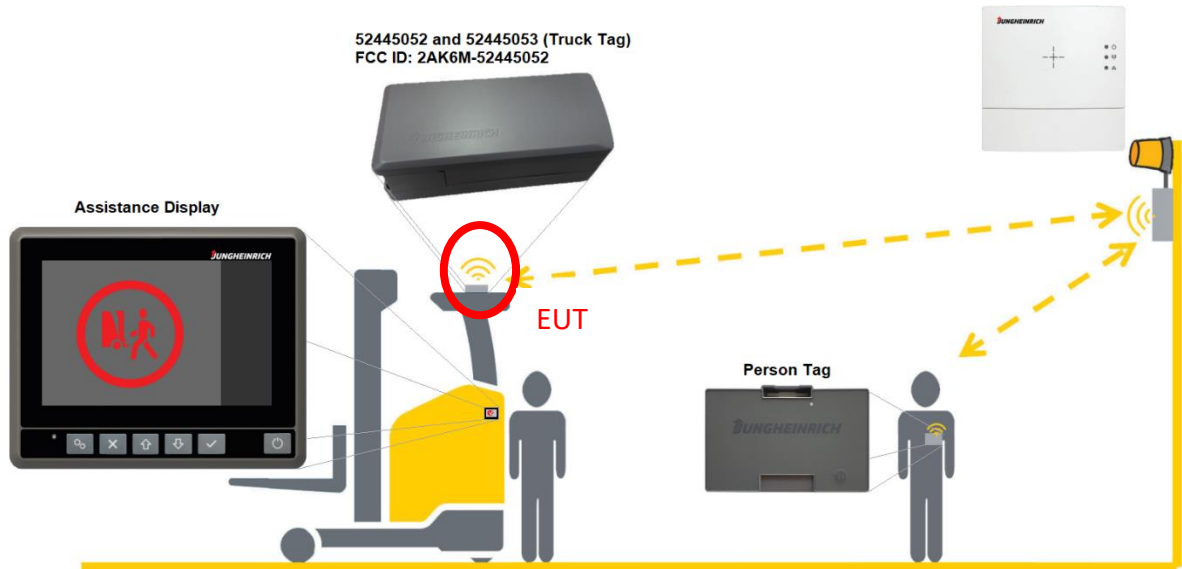 52445052 and 52445053 (Truck Tag)
FCC ID: 2AK6M-52445052
JUNGHEINRICH
JUNGHEINRICH
Assistance Display
JUNGHEINRICH
EUT
Person Tag
JUNGHEINRICH